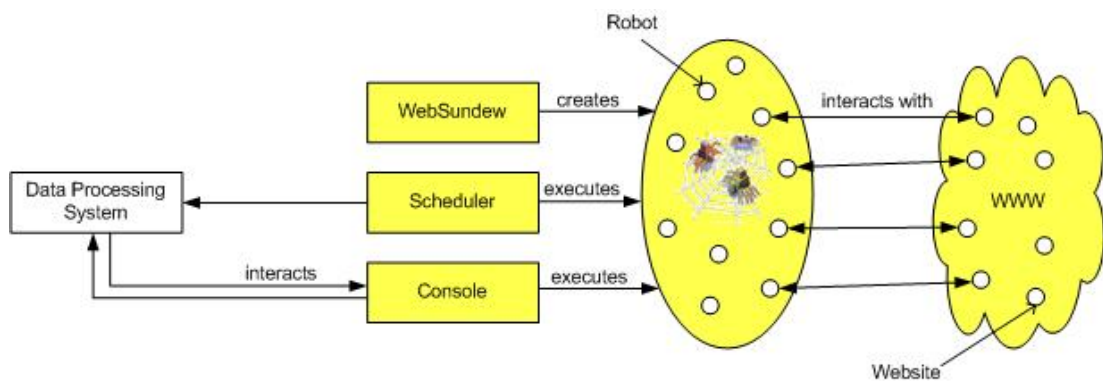 Robot
WebSundew
creates
interacts with
Data Processing
System
Scheduler
executes
WWW
interacts
Console
executes
Website